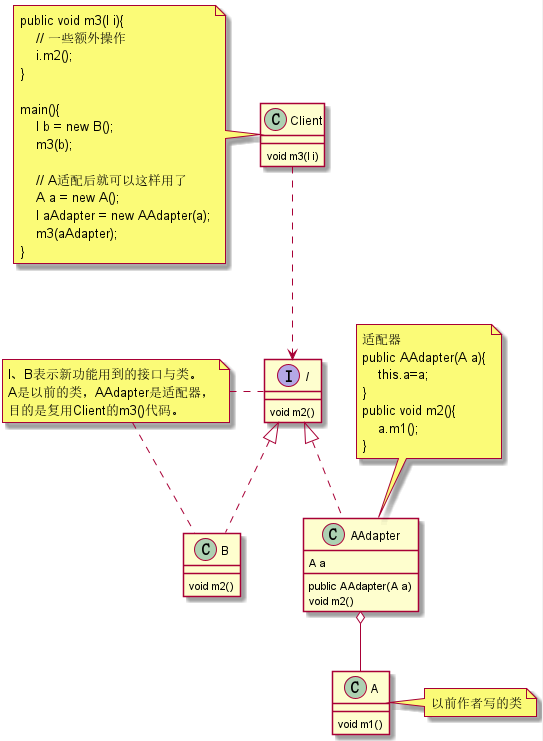 public void m3(I i){
// 一些额外操作
i.m2();
}
main(){
I b = new B();
m3(b);
// A适配后就可以这样用了
A a = new A();
I aAdapter = new AAdapter(a);
m3(aAdapter);
}
C Client
void m3(I i)
适配器
public AAdapter(A a){
this.a=a;
}
public void m2(){
a.m1();
}
I、B表示新功能用到的接口与类。
A是以前的类，AAdapter是适配器，
目的是复用Client的m3()代码。
I I
void m2()
C B
void m2()
C AAdapter
A a
public AAdapter(A a)
void m2()
C A
void m1()
以前作者写的类